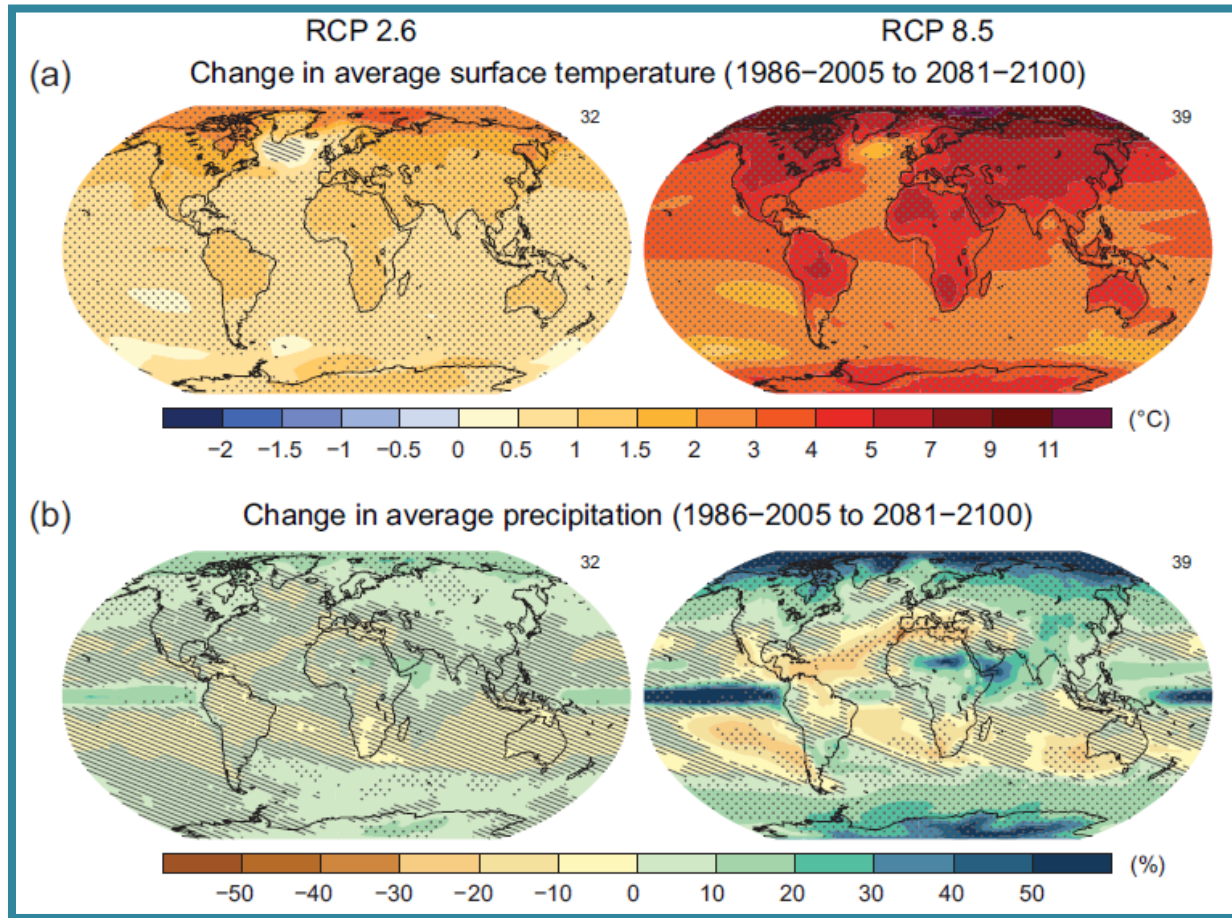 RCP 2.6 RCP 8.5
(a) Change in average surface temperature (1986−2005 to 2081−2100)
32 39
−2 −1.5 −1 −0.5 0 0.5 1 1.5 2 3 4 5 7 9 11 (°C)
(b) Change in average precipitation (1986−2005 to 2081−2100)
32 39
−50 −40 −30 −20 −10 0 10 20 30 40 50 (%)